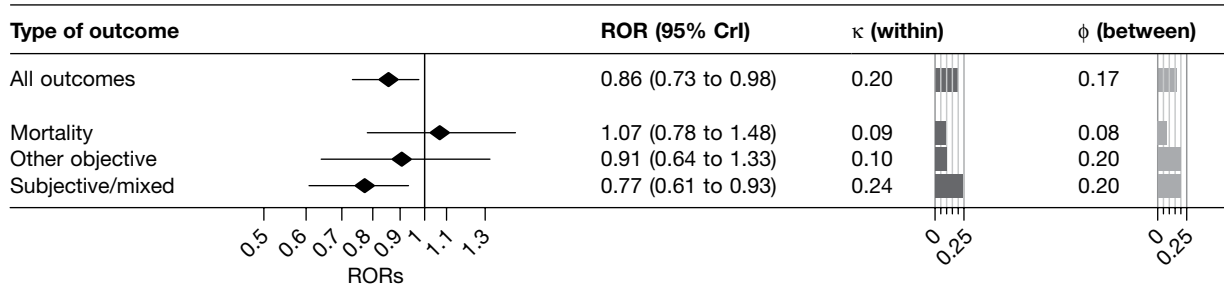 Type of outcome ROR (95% CrI) κ (within) ϕ (between)
All outcomes 0.86 (0.73 to 0.98) 0.20 0.17
Mortality 1.07 (0.78 to 1.48) 0.09 0.08
Other objective 0.91 (0.64 to 1.33) 0.10 0.20
Subjective/mixed 0.77 (0.61 to 0.93) 0.24 0.20
0.5 0.6 0.7 0.8 0.9 1 1.1 1.3 0 0.25 0 0.25
RORs